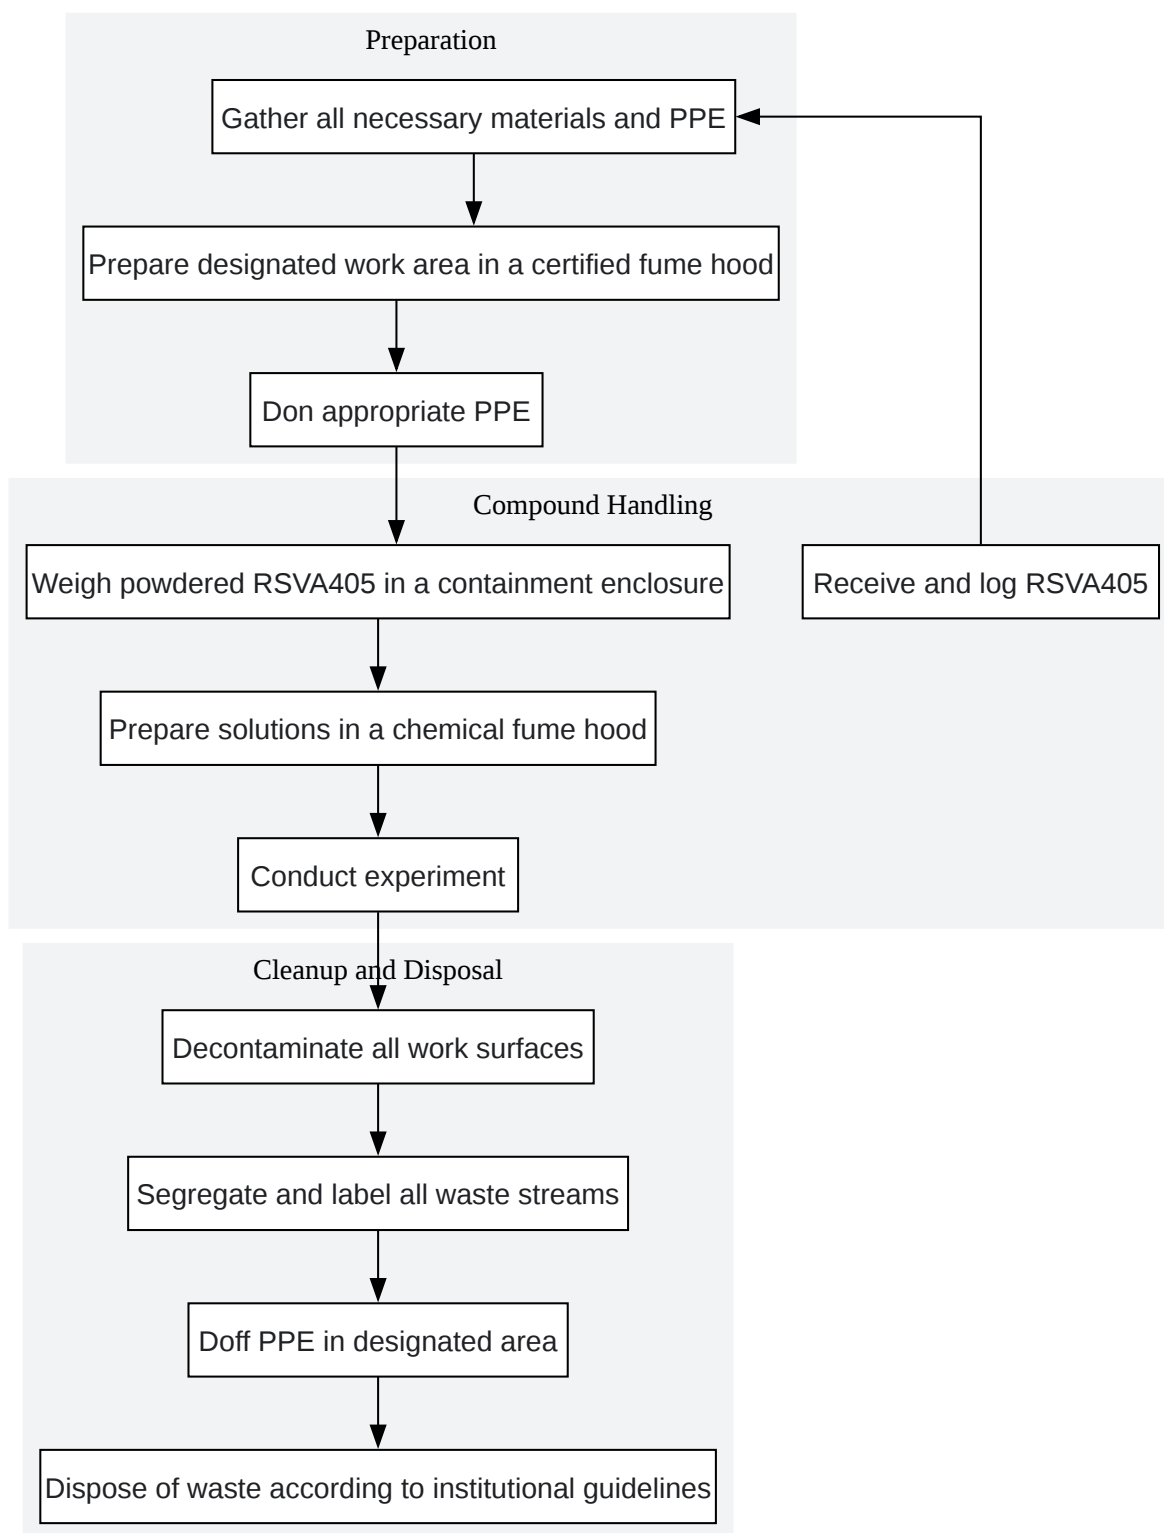 Preparation
Gather all necessary materials and PPE
Prepare designated work area in a certified fume hood
Don appropriate PPE
Compound Handling
Weigh powdered RSVA405 in a containment enclosure
Receive and log RSVA405
Prepare solutions in a chemical fume hood
Conduct experiment
Cleanup and Disposal
Decontaminate all work surfaces
Segregate and label all waste streams
Doff PPE in designated area
Dispose of waste according to institutional guidelines